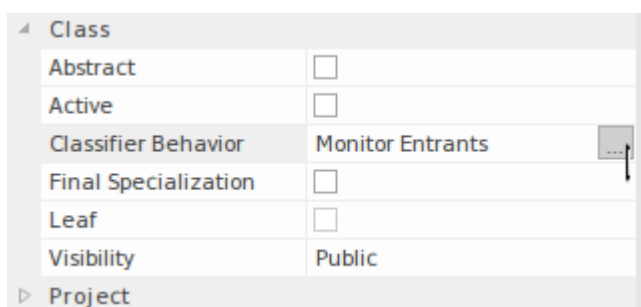 Class
Abstract
Active
Classifier Behavior Monitor Entrants ...
Final Specialization
Leaf
Visibility Public
Project